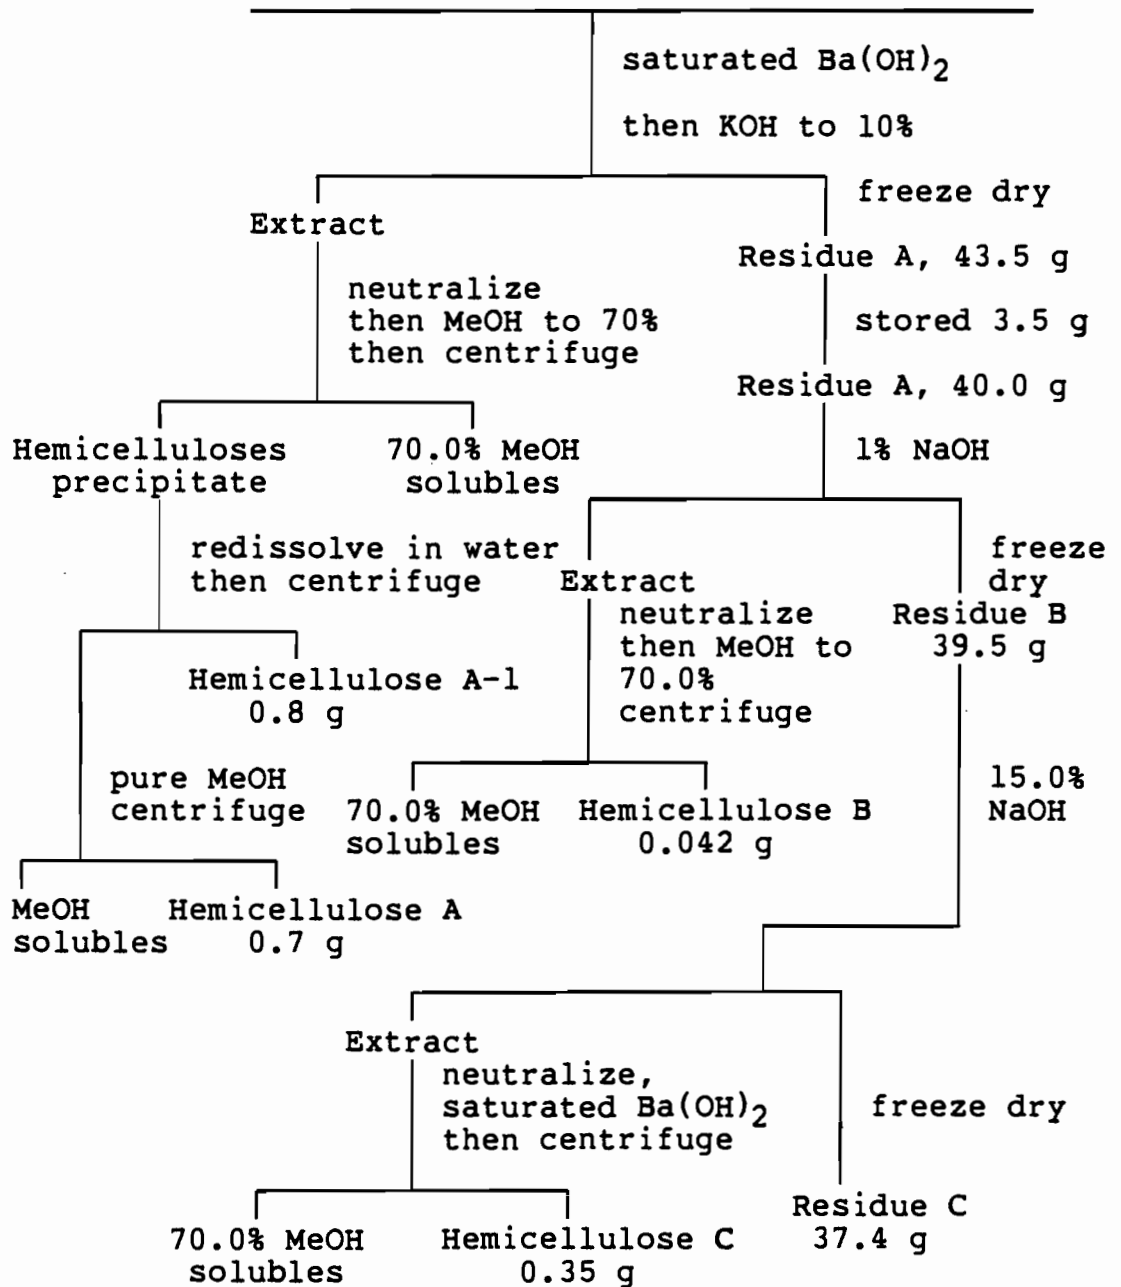 saturated Ba(OH)2
then KOH to 10%
freeze dry
Extract
Residue A, 43.5 g
neutralize
then MeOH to 70%
then centrifuge
stored 3.5 g
Residue A, 40.0 g
Hemicelluloses
precipitate
70.0% MeOH
solubles
1% NaOH
redissolve in water
then centrifuge
Extract
freeze
dry
neutralize
then MeOH to
70.0%
centrifuge
Residue B
39.5 g
Hemicellulose A-1
0.8 g
pure MeOH
centrifuge
70.0% MeOH
solubles
Hemicellulose B
0.042 g
15.0%
NaOH
MeOH
solubles
Hemicellulose A
0.7 g
Extract
neutralize,
saturated Ba(OH)2
then centrifuge
freeze dry
70.0% MeOH
solubles
Hemicellulose C
0.35 g
Residue C
37.4 g